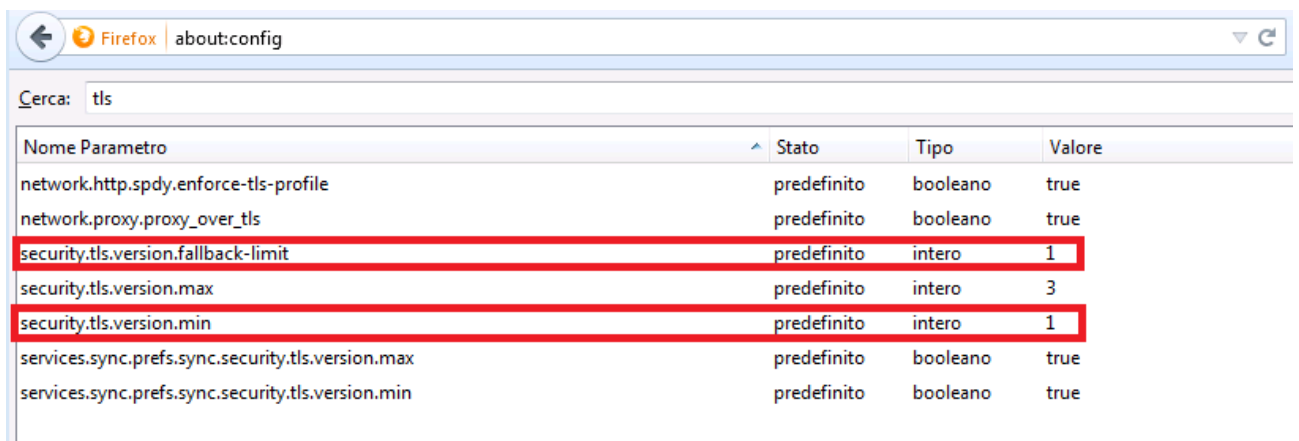 Firefox about:config
Cerca: tls
Nome Parametro Stato Tipo Valore
network.http.spdy.enforce-tls-profile predefinito booleano true
network.proxy.proxy_over_tls predefinito booleano true
security.tls.version.fallback-limit predefinito intero 1
security.tls.version.max predefinito intero 3
security.tls.version.min predefinito intero 1
services.sync.prefs.sync.security.tls.version.max predefinito booleano true
services.sync.prefs.sync.security.tls.version.min predefinito booleano true